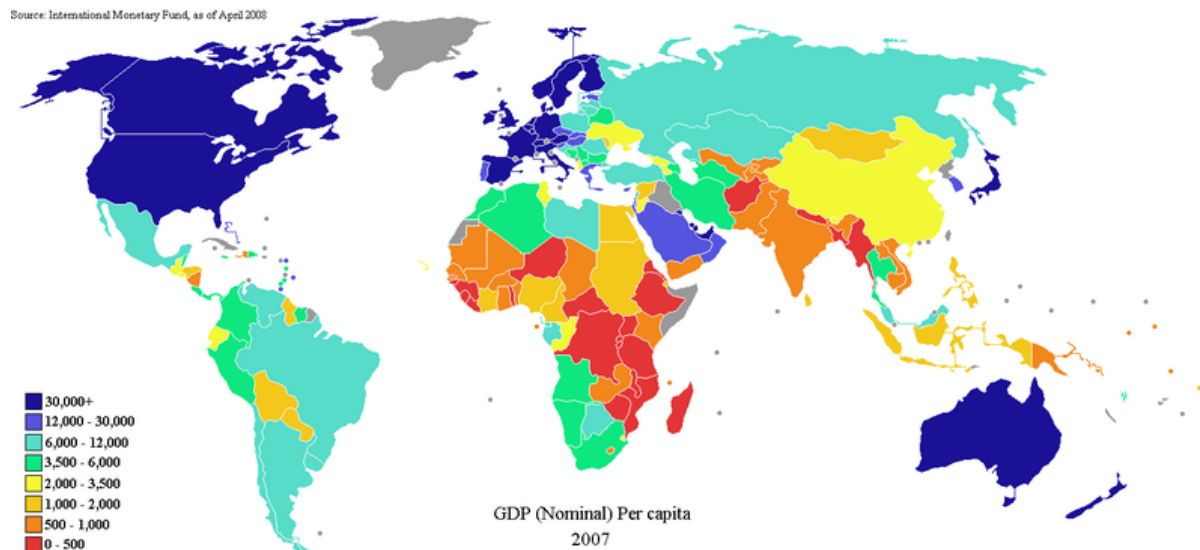 Source: International Monetary Fund, as of April 2008
30,000+
12,000 - 30,000
6,000 - 12,000
3,500 - 6,000
2,000 - 3,500
1,000 - 2,000
500 - 1,000
0 - 500
GDP (Nominal) Per capita
2007